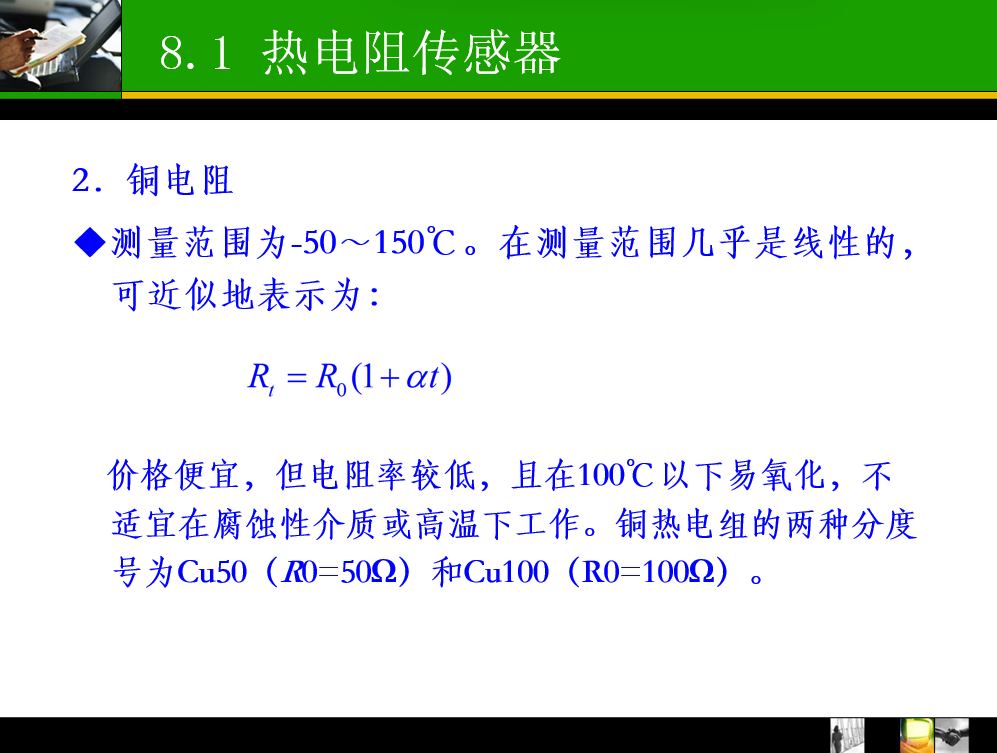 8.1 热电阻传感器
2. 铜电阻
◆测量范围为-50～150℃。在测量范围几乎是线性的，
可近似地表示为：
Rₜ = R₀(1+αt)
价格便宜，但电阻率较低，且在100℃以下易氧化，不
适宜在腐蚀性介质或高温下工作。铜热电组的两种分度
号为Cu50（R0=50Ω）和Cu100（R0=100Ω）。